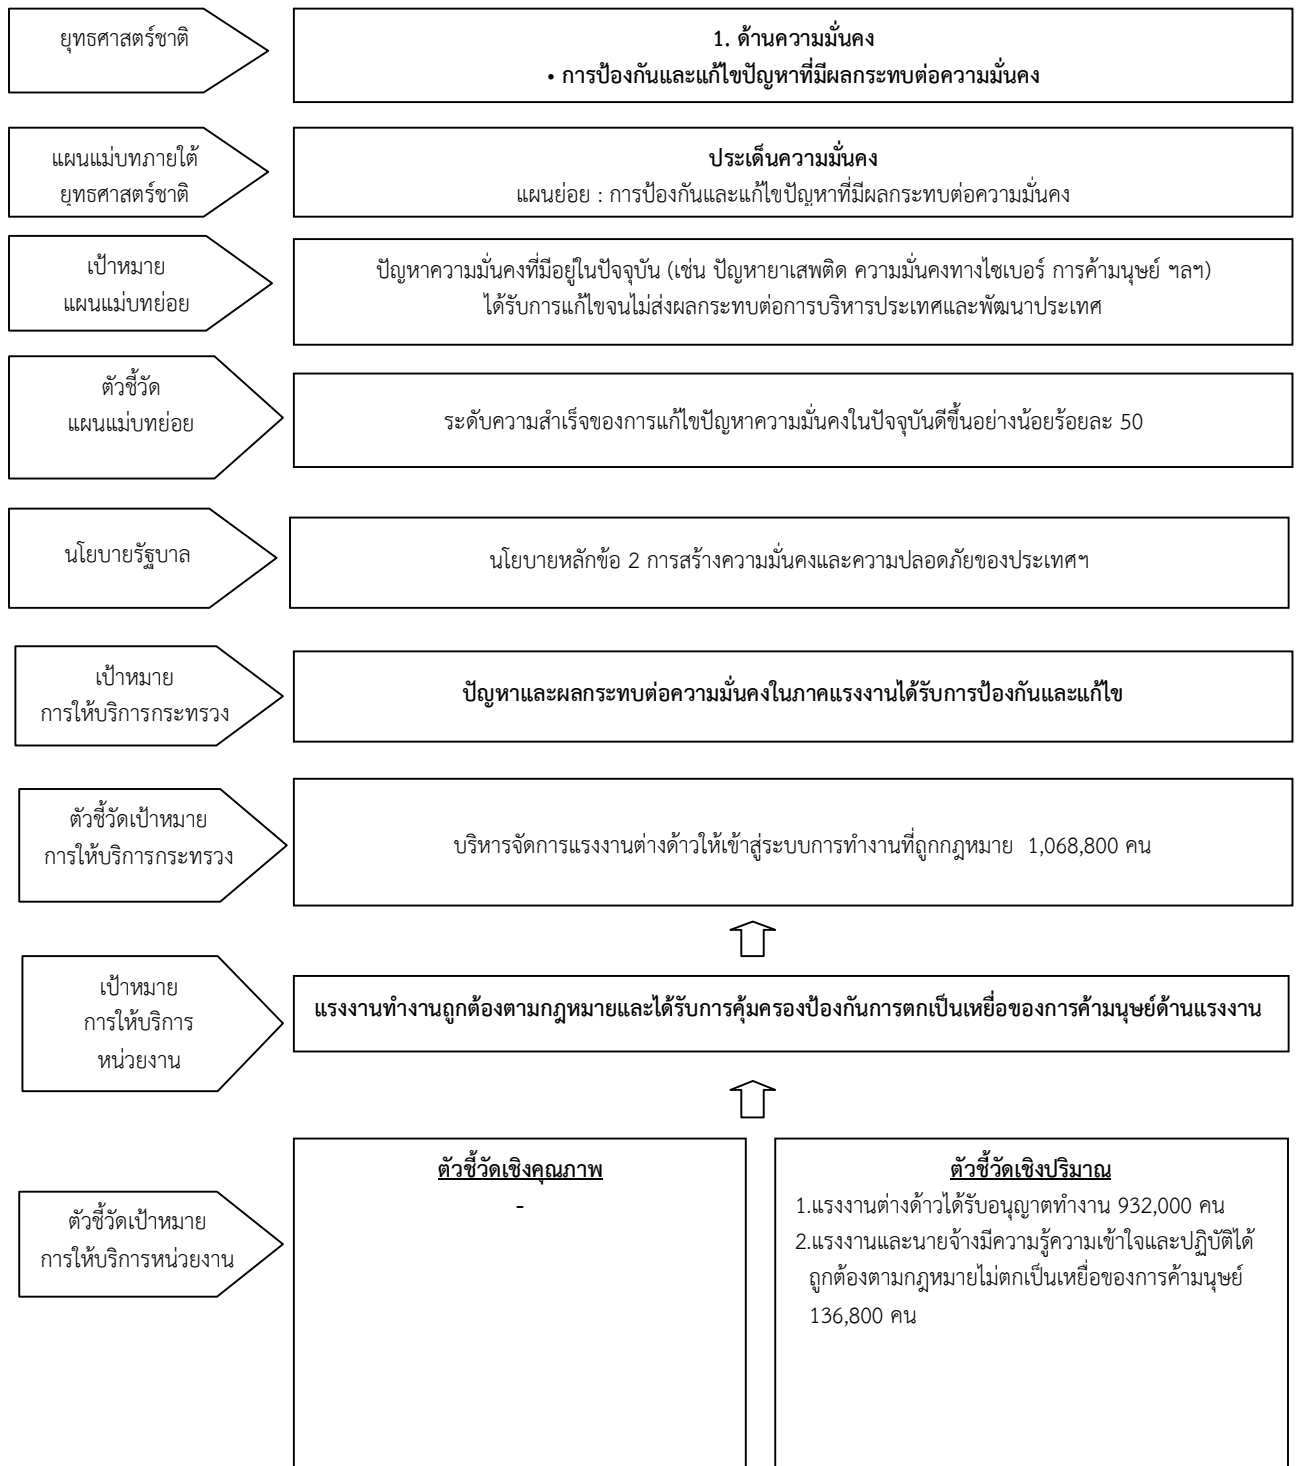 ยุทธศาสตร์ชาติ
1. ด้านความมั่นคง
• การป้องกันและแก้ไขปัญหาที่มีผลกระทบต่อความมั่นคง
แผนแม่บทภายใต้
ยุทธศาสตร์ชาติ
ประเด็นความมั่นคง
แผนย่อย : การป้องกันและแก้ไขปัญหาที่มีผลกระทบต่อความมั่นคง
เป้าหมาย
แผนแม่บทย่อย
ปัญหาความมั่นคงที่มีอยู่ในปัจจุบัน (เช่น ปัญหายาเสพติด ความมั่นคงทางไซเบอร์ การค้ามนุษย์ ฯลฯ)
ได้รับการแก้ไขจนไม่ส่งผลกระทบต่อการบริหารประเทศและพัฒนาประเทศ
ตัวชี้วัด
แผนแม่บทย่อย
ระดับความสำเร็จของการแก้ไขปัญหาความมั่นคงในปัจจุบันดีขึ้นอย่างน้อยร้อยละ 50
นโยบายรัฐบาล
นโยบายหลักข้อ 2 การสร้างความมั่นคงและความปลอดภัยของประเทศฯ
เป้าหมาย
การให้บริการกระทรวง
ปัญหาและผลกระทบต่อความมั่นคงในภาคแรงงานได้รับการป้องกันและแก้ไข
ตัวชี้วัดเป้าหมาย
การให้บริการกระทรวง
บริหารจัดการแรงงานต่างด้าวให้เข้าสู่ระบบการทำงานที่ถูกกฎหมาย 1,068,800 คน
เป้าหมาย
การให้บริการ
หน่วยงาน
แรงงานทำงานถูกต้องตามกฎหมายและได้รับการคุ้มครองป้องกันการตกเป็นเหยื่อของการค้ามนุษย์ด้านแรงงาน
ตัวชี้วัดเป้าหมาย
การให้บริการหน่วยงาน
ตัวชี้วัดเชิงคุณภาพ
-
ตัวชี้วัดเชิงปริมาณ
1.แรงงานต่างด้าวได้รับอนุญาตทำงาน 932,000 คน
2.แรงงานและนายจ้างมีความรู้ความเข้าใจและปฏิบัติได้
ถูกต้องตามกฎหมายไม่ตกเป็นเหยื่อของการค้ามนุษย์
136,800 คน